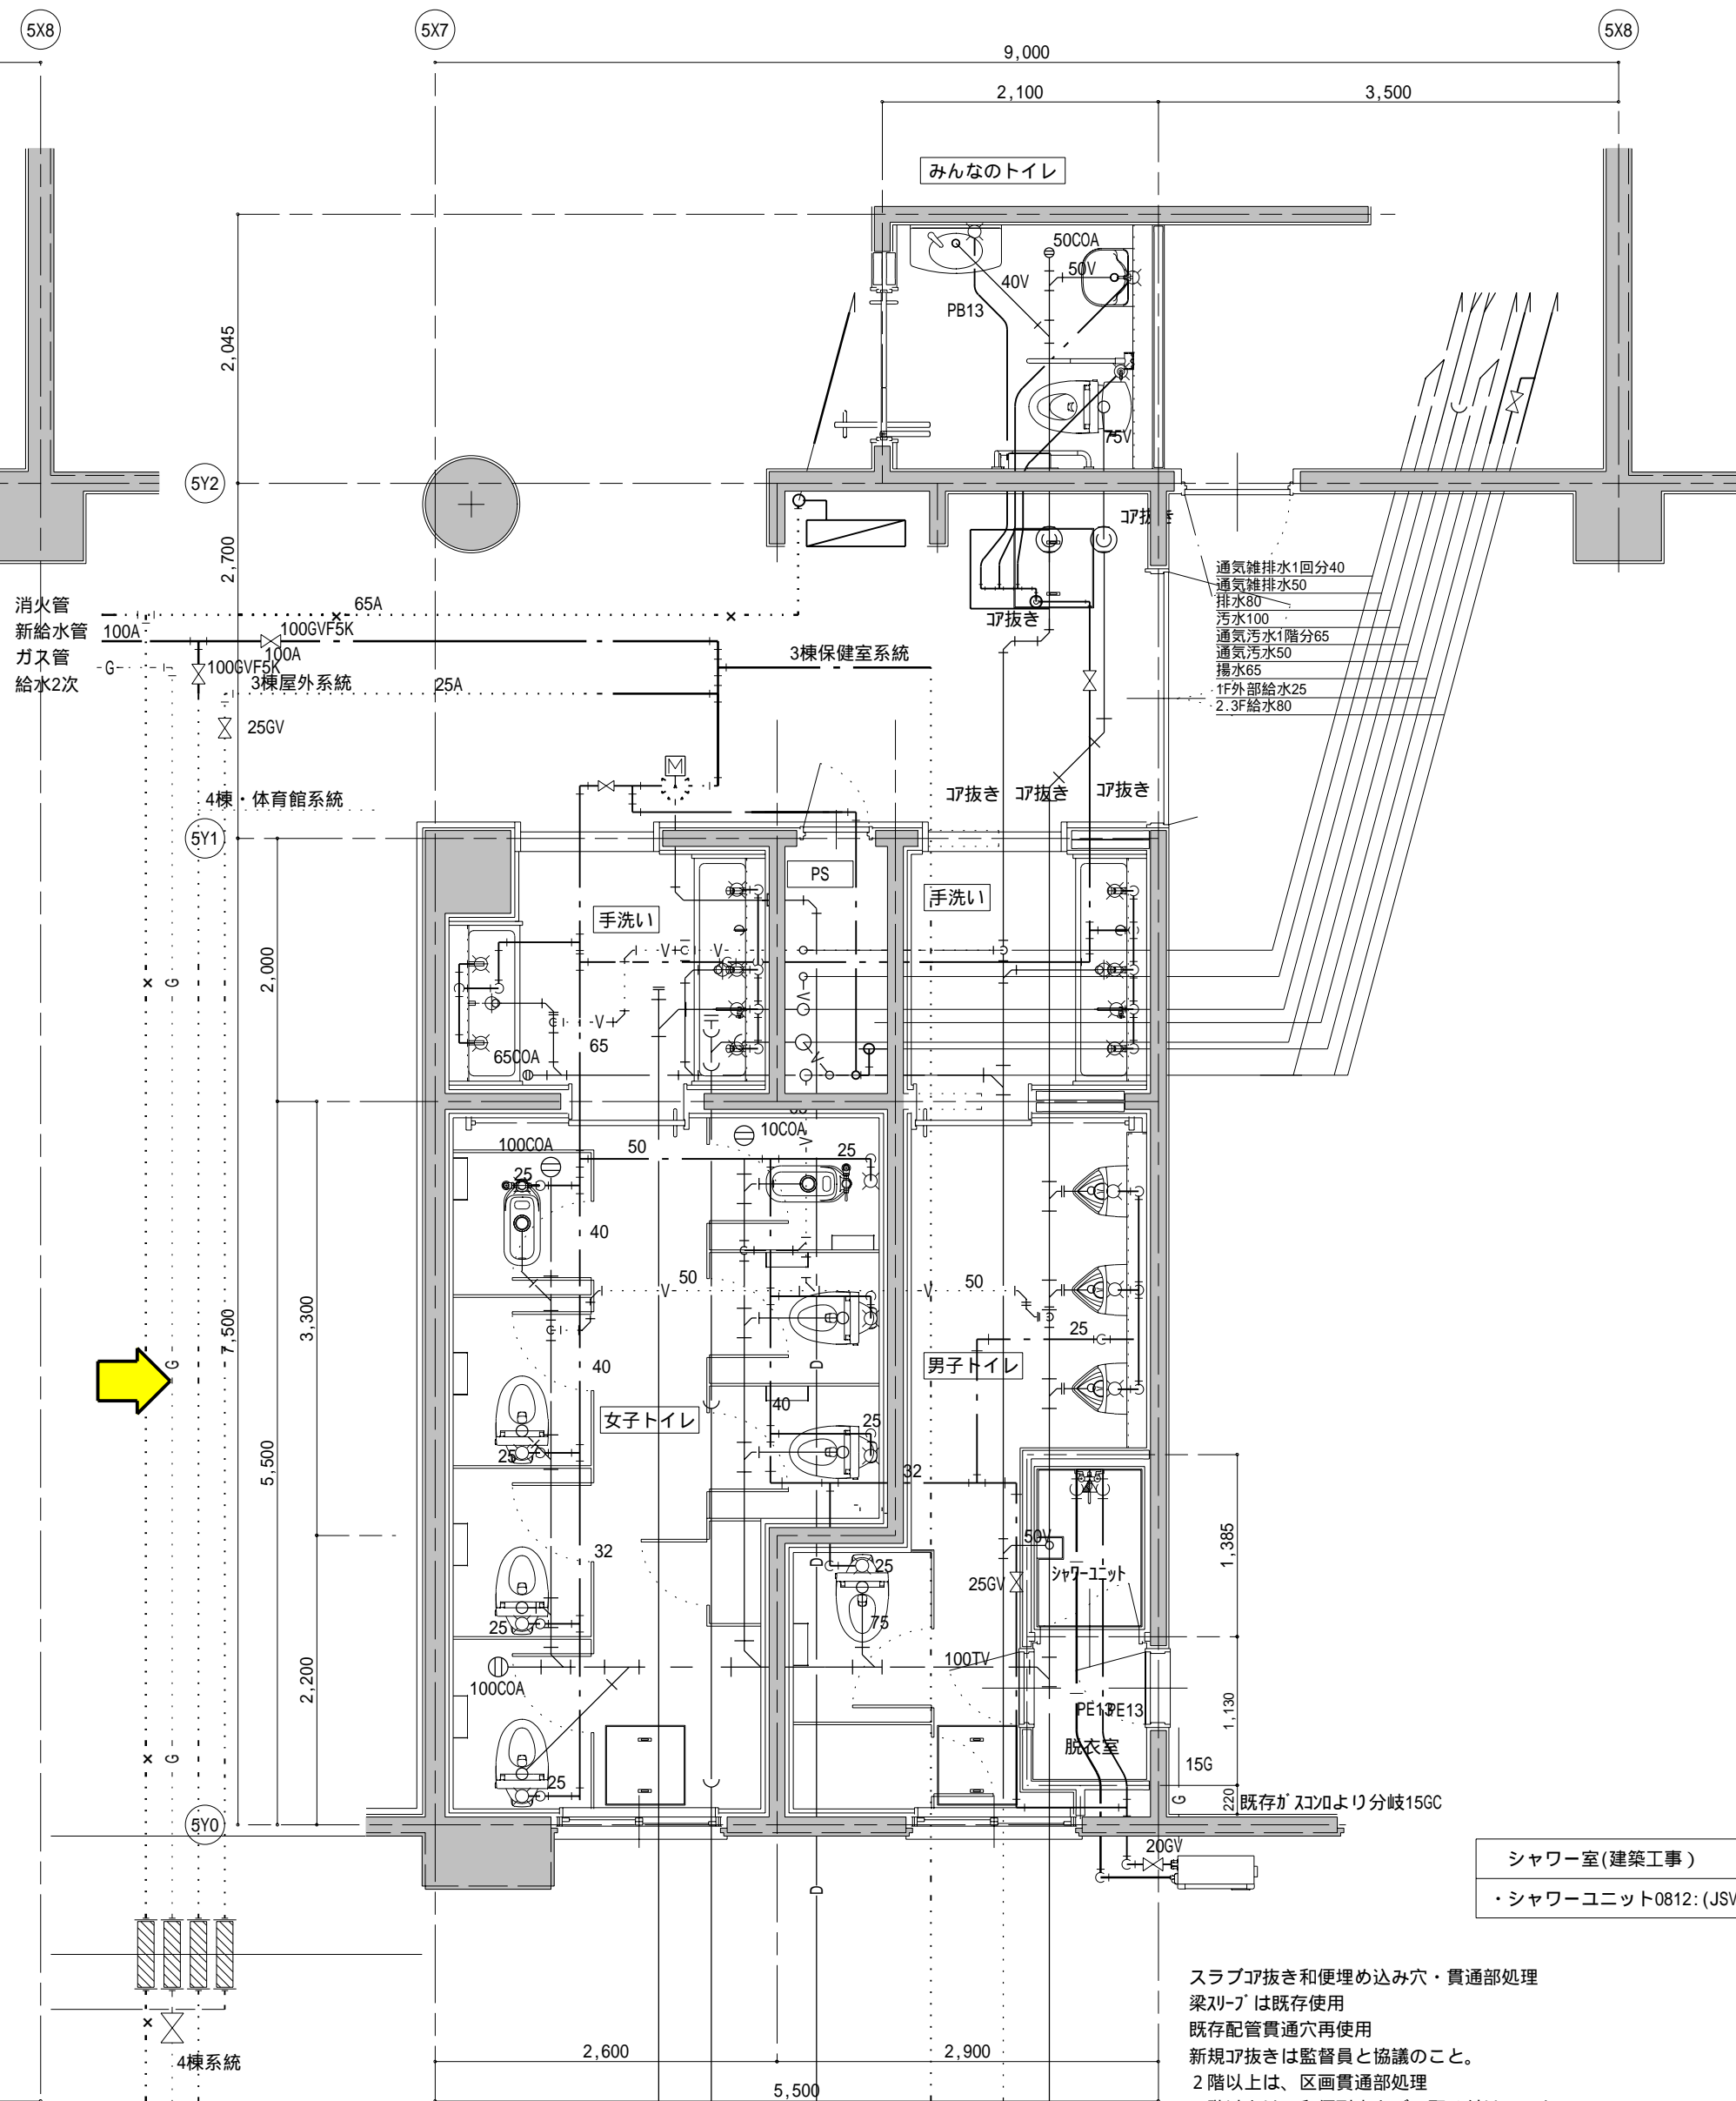 5X8
5X7
5X8
9,000
2,100
3,500
みんなのトイレ
50COA
50V
40V
PB13
2,045
75V
5Y2
コア抜き
2,700
通気雑排水1回分40
通気雑排水50
排水80
汚水100
通気汚水1階分65
通気汚水50
揚水65
1F外部給水25
2.3F給水80
消火管
65A
コア抜き
新給水管
100A
100GVF5K
100A
ガス管
G
100GVF5K
3棟保健室系統
給水2次
3棟屋外系統
25A
25GV
M
4棟・体育館系統
コア抜き
コア抜き
コア抜き
5Y1
PS
手洗い
手洗い
V
V
2,000
G
V
V
65
65COA
V
100COA
50
10COA
V
25
25
40
3,300
7,500
50
V
V
50
25
G
40
D
男子トイレ
40
女子トイレ
25
25
5,500
32
32
50V
1,385
D
25
25GV
シャワーユニット
25
75
100TV
100COA
2,200
PE13
PE13
1,130
脱衣室
G
15G
25
G
220
既存ガスコンロより分岐15GC
5Y0
20GV
シャワー室(建築工事)
D
・シャワーユニット0812:(JSV
スラブコア抜き和便埋め込み穴・貫通部処理
梁スリーブは既存使用
既存配管貫通穴再使用
新規コア抜きは監督員と協議のこと。
2階以上は、区画貫通部処理
4棟系統
2,600
2,900
5,500